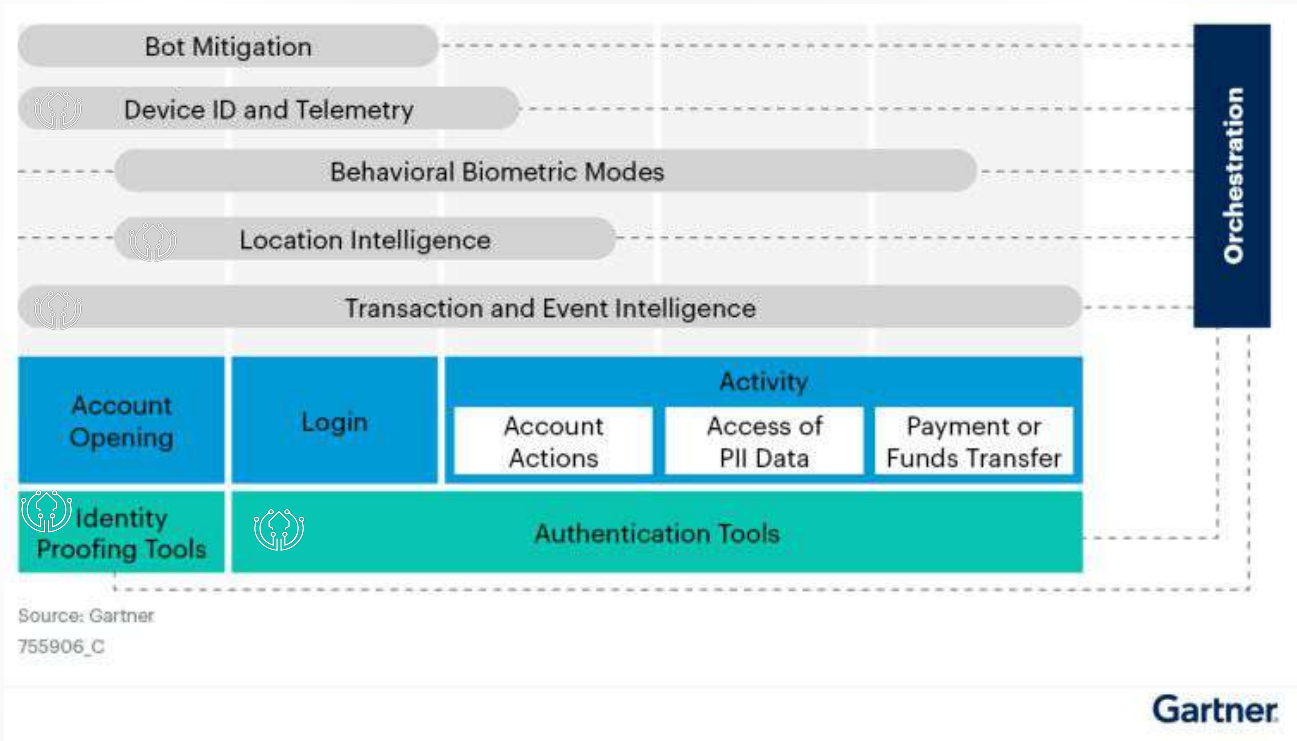 Bot Mitigation
Device ID and Telemetry
Behavioral Biometric Modes
Location Intelligence
Transaction and Event Intelligence
Orchestration
Account
Opening
Login
Activity
Account
Actions
Access of
PII Data
Payment or
Funds Transfer
Identity
Proofing Tools
Authentication Tools
Source: Gartner
755906_C
Gartner